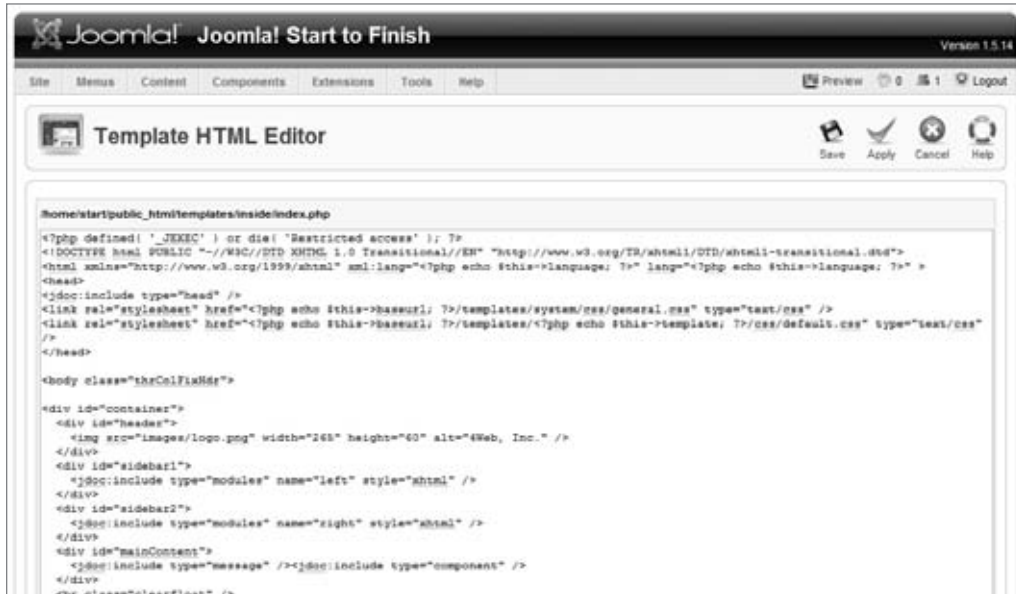 Joomla! Joomla! Start to Finish
Version 1.5.14
Site Menus Content Components Extensions Tools Help Preview 0 1 Logout
Template HTML Editor
Save Apply Cancel Help
/home/start/public_html/templates/inside/index.php
<?php defined( '_JEXEC' ) or die( 'Restricted access' ); ?>
<!DOCTYPE html PUBLIC "-//W3C//DTD XHTML 1.0 Transitional//EN" "http://www.w3.org/TR/xhtml1/DTD/xhtml1-transitional.dtd">
<html xmlns="http://www.w3.org/1999/xhtml" xml:lang="<?php echo $this->language; ?>" lang="<?php echo $this->language; ?>" >
<head>
<jdoc:include type="head" />
<link rel="stylesheet" href="<?php echo $this->baseurl; ?>/templates/system/css/general.css" type="text/css" />
<link rel="stylesheet" href="<?php echo $this->baseurl; ?>/templates/<?php echo $this->template; ?>/css/default.css" type="text/css"
/>
</head>
<body class="thrColFixHdr">
<div id="container">
<div id="header">
<img src="images/logo.png" width="265" height="60" alt="4Web, Inc." />
</div>
<div id="sidebar1">
<jdoc:include type="modules" name="left" style="xhtml" />
</div>
<div id="sidebar2">
<jdoc:include type="modules" name="right" style="xhtml" />
</div>
<div id="mainContent">
<jdoc:include type="message" /><jdoc:include type="component" />
</div>
<br class="clearfloat" />